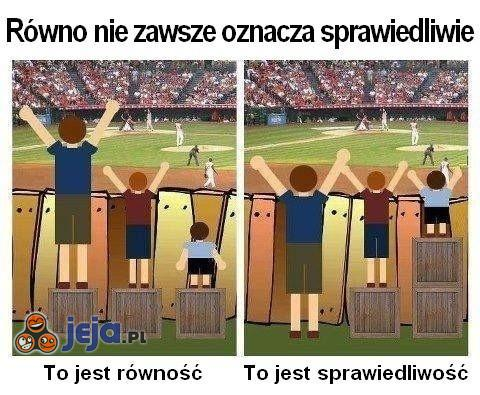 Równo nie zawsze oznacza sprawiedliwie
jeja.pl
To jest równość
To jest sprawiedliwość